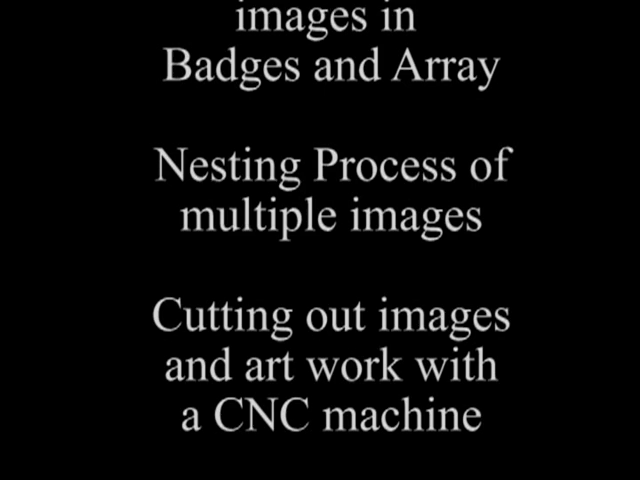 images in
Badges and Array
Nesting Process of
multiple images
Cutting out images
and art work with
a CNC machine